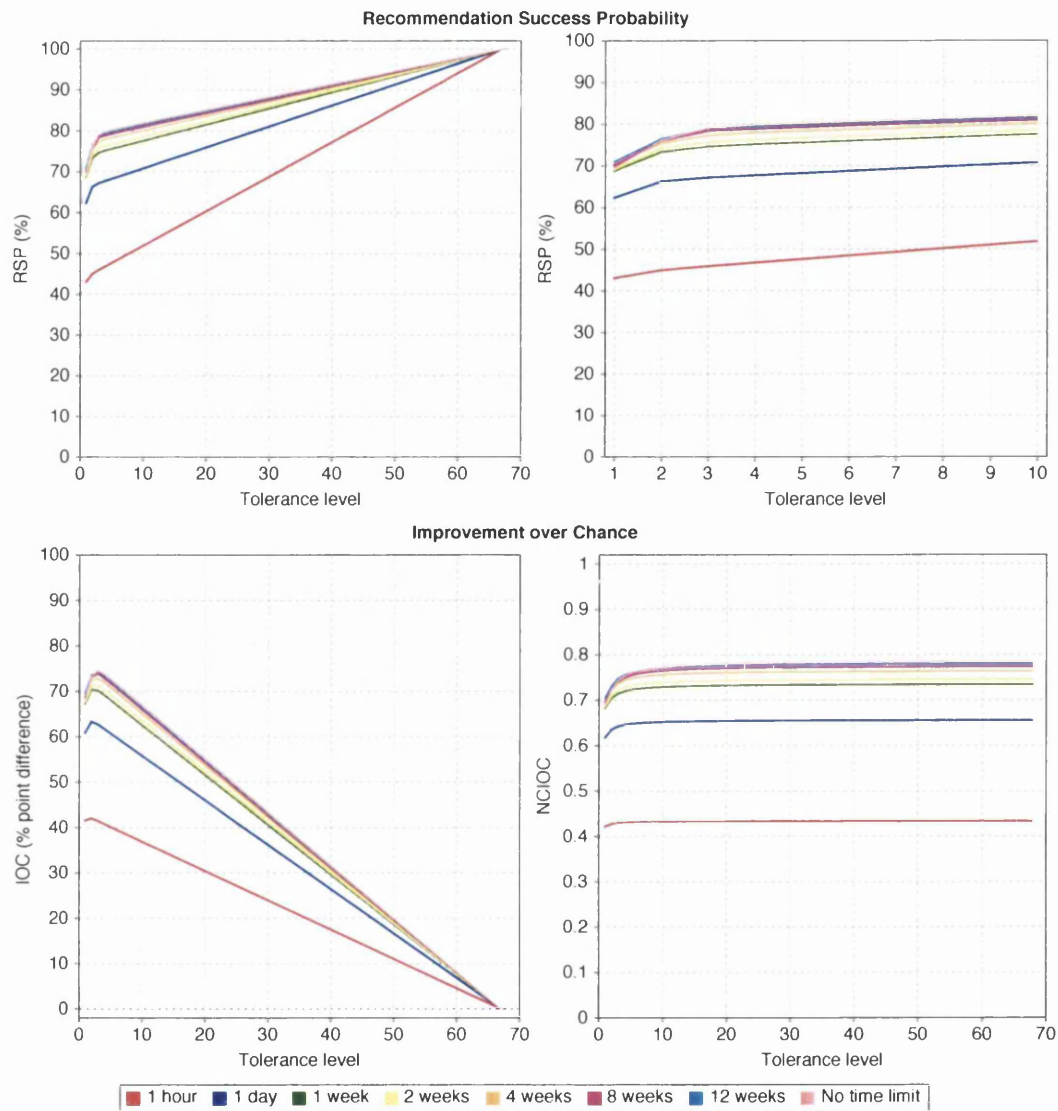 Recommendation Success Probability
100
90
80
70
60
50
40
30
20
10
0
RSP (%)
0 10 20 30 40 50 60 70
Tolerance level
100
90
80
70
60
50
40
30
20
10
0
RSP (%)
1 2 3 4 5 6 7 8 9 10
Tolerance level
Improvement over Chance
100
90
80
70
60
50
40
30
20
10
0
IOC (% point difference)
0 10 20 30 40 50 60 70
Tolerance level
1
0.9
0.8
0.7
0.6
0.5
0.4
0.3
0.2
0.1
0
NCIOC
0 10 20 30 40 50 60 70
Tolerance level
1 hour 1 day 1 week 2 weeks 4 weeks 8 weeks 12 weeks No time limit